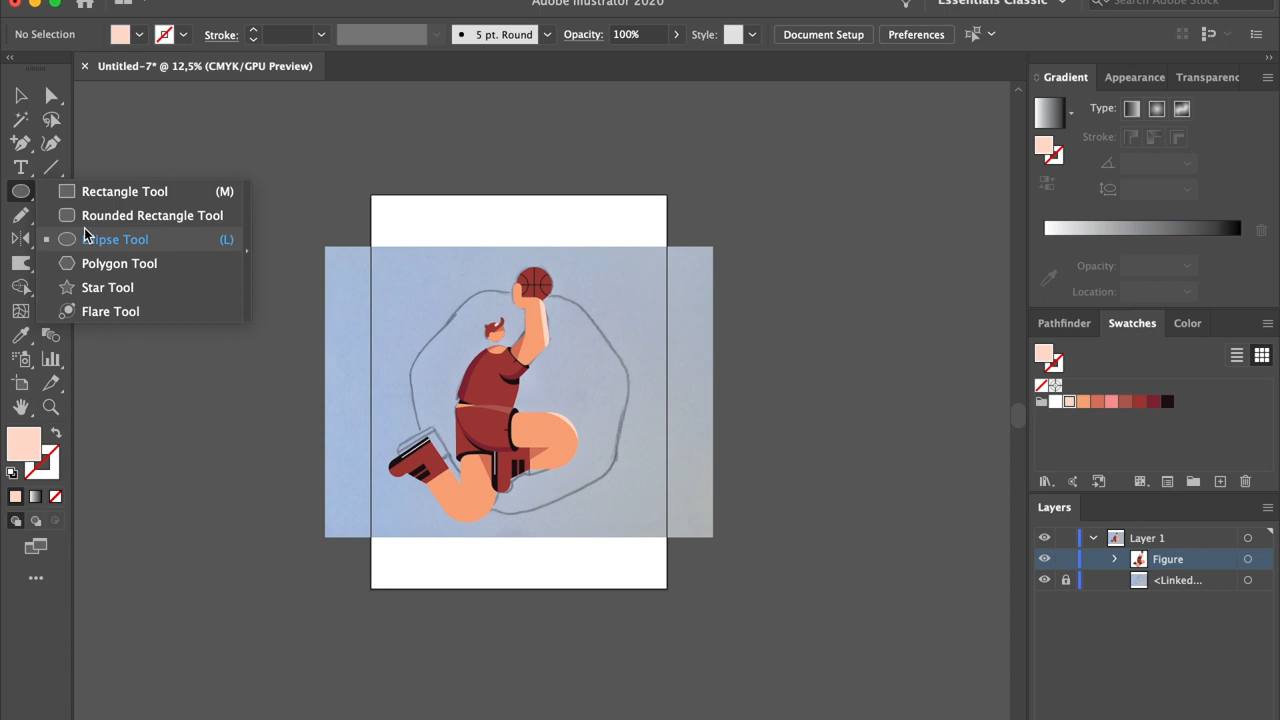 Adobe Illustrator 2020
Essentials Classic
Search Adobe Stock
No Selection
Stroke:
5 pt. Round
Opacity:
100%
Style:
Document Setup
Preferences
Untitled-7* @ 12,5% (CMYK/GPU Preview)
Gradient
Appearance
Transparenc
Type:
Stroke:
Rectangle Tool (M)
Rounded Rectangle Tool
lipse Tool (L)
Polygon Tool
Star Tool
Flare Tool
Opacity:
Location:
Pathfinder
Swatches
Color
Layers
Layer 1
Figure
<Linked...